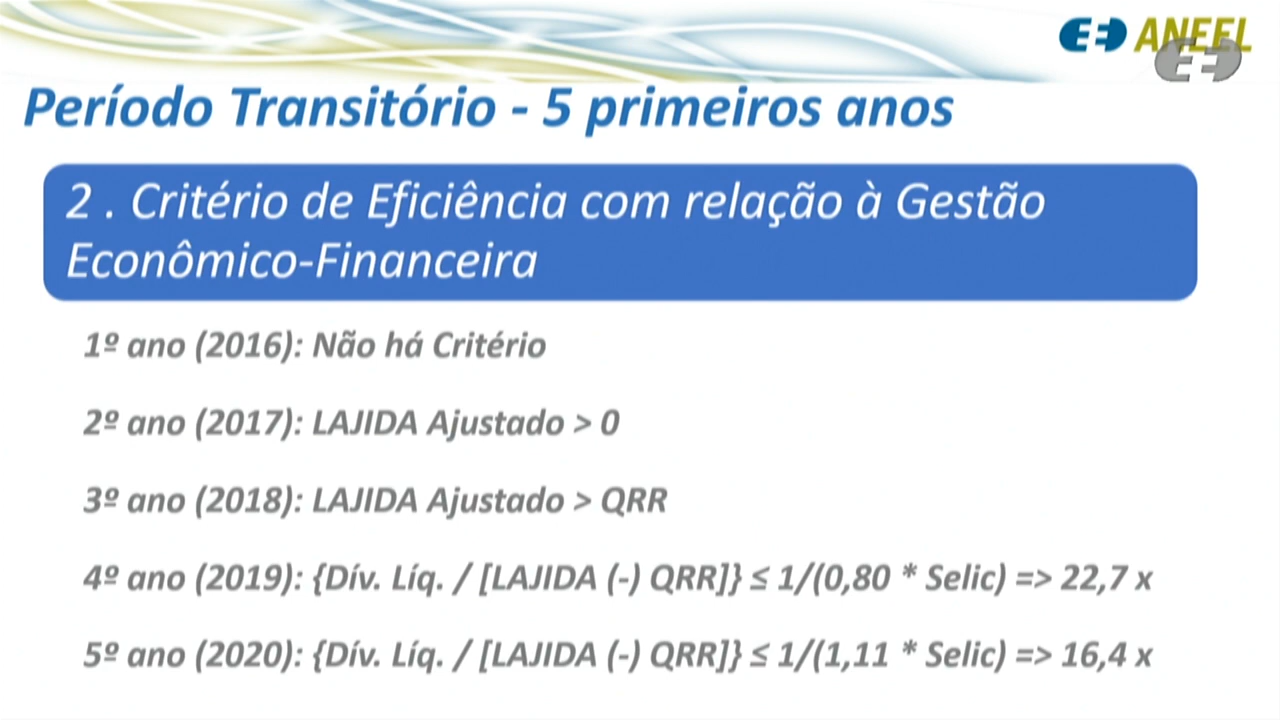 ANEEL
Período Transitório - 5 primeiros anos
2 . Critério de Eficiência com relação à Gestão
Econômico-Financeira
1º ano (2016): Não há Critério
2º ano (2017): LAJIDA Ajustado > 0
3º ano (2018): LAJIDA Ajustado > QRR
4º ano (2019): {Dív. Líq. / [LAJIDA (-) QRR]} ≤ 1/(0,80 * Selic) => 22,7 x
5º ano (2020): {Dív. Líq. / [LAJIDA (-) QRR]} ≤ 1/(1,11 * Selic) => 16,4 x